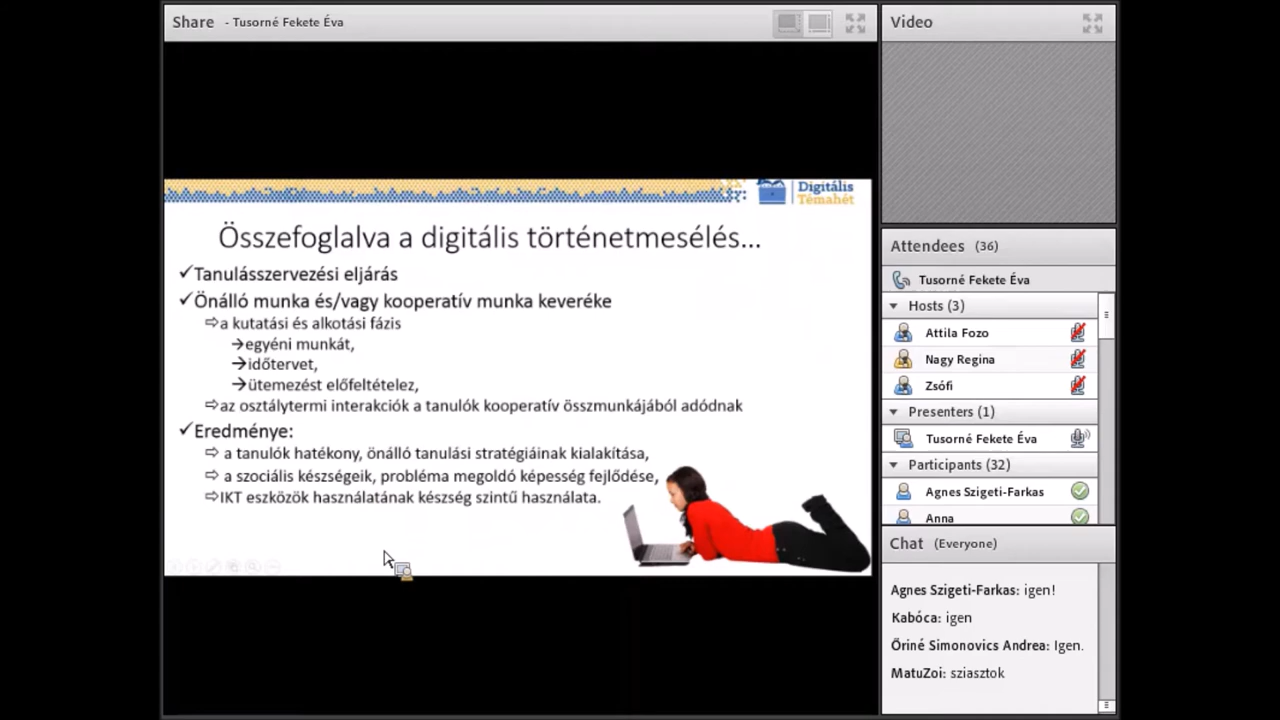 Share - Tusorné Fekete Éva
Digitális
Témahét
Összefoglalva a digitális történetmesélés...
✓Tanulásszervezési eljárás
✓Önálló munka és/vagy kooperatív munka keveréke
⇨a kutatási és alkotási fázis
→egyéni munkát,
→időtervet,
→ütemezést előfeltételez,
⇨az osztálytermi interakciók a tanulók kooperatív összmunkájából adódnak
✓Eredménye:
⇨ a tanulók hatékony, önálló tanulási stratégiáinak kialakítása,
⇨ a szociális készségeik, probléma megoldó képesség fejlődése,
⇨IKT eszközök használatának készség szintű használata.
Video
Attendees (36)
Tusorné Fekete Éva
Hosts (3)
Attila Fozo
Nagy Regina
Zsófi
Presenters (1)
Tusorné Fekete Éva
Participants (32)
Agnes Szigeti-Farkas
Anna
Chat (Everyone)
Agnes Szigeti-Farkas: igen!
Kabóca: igen
Őriné Simonovics Andrea: Igen.
MatuZoi: sziasztok